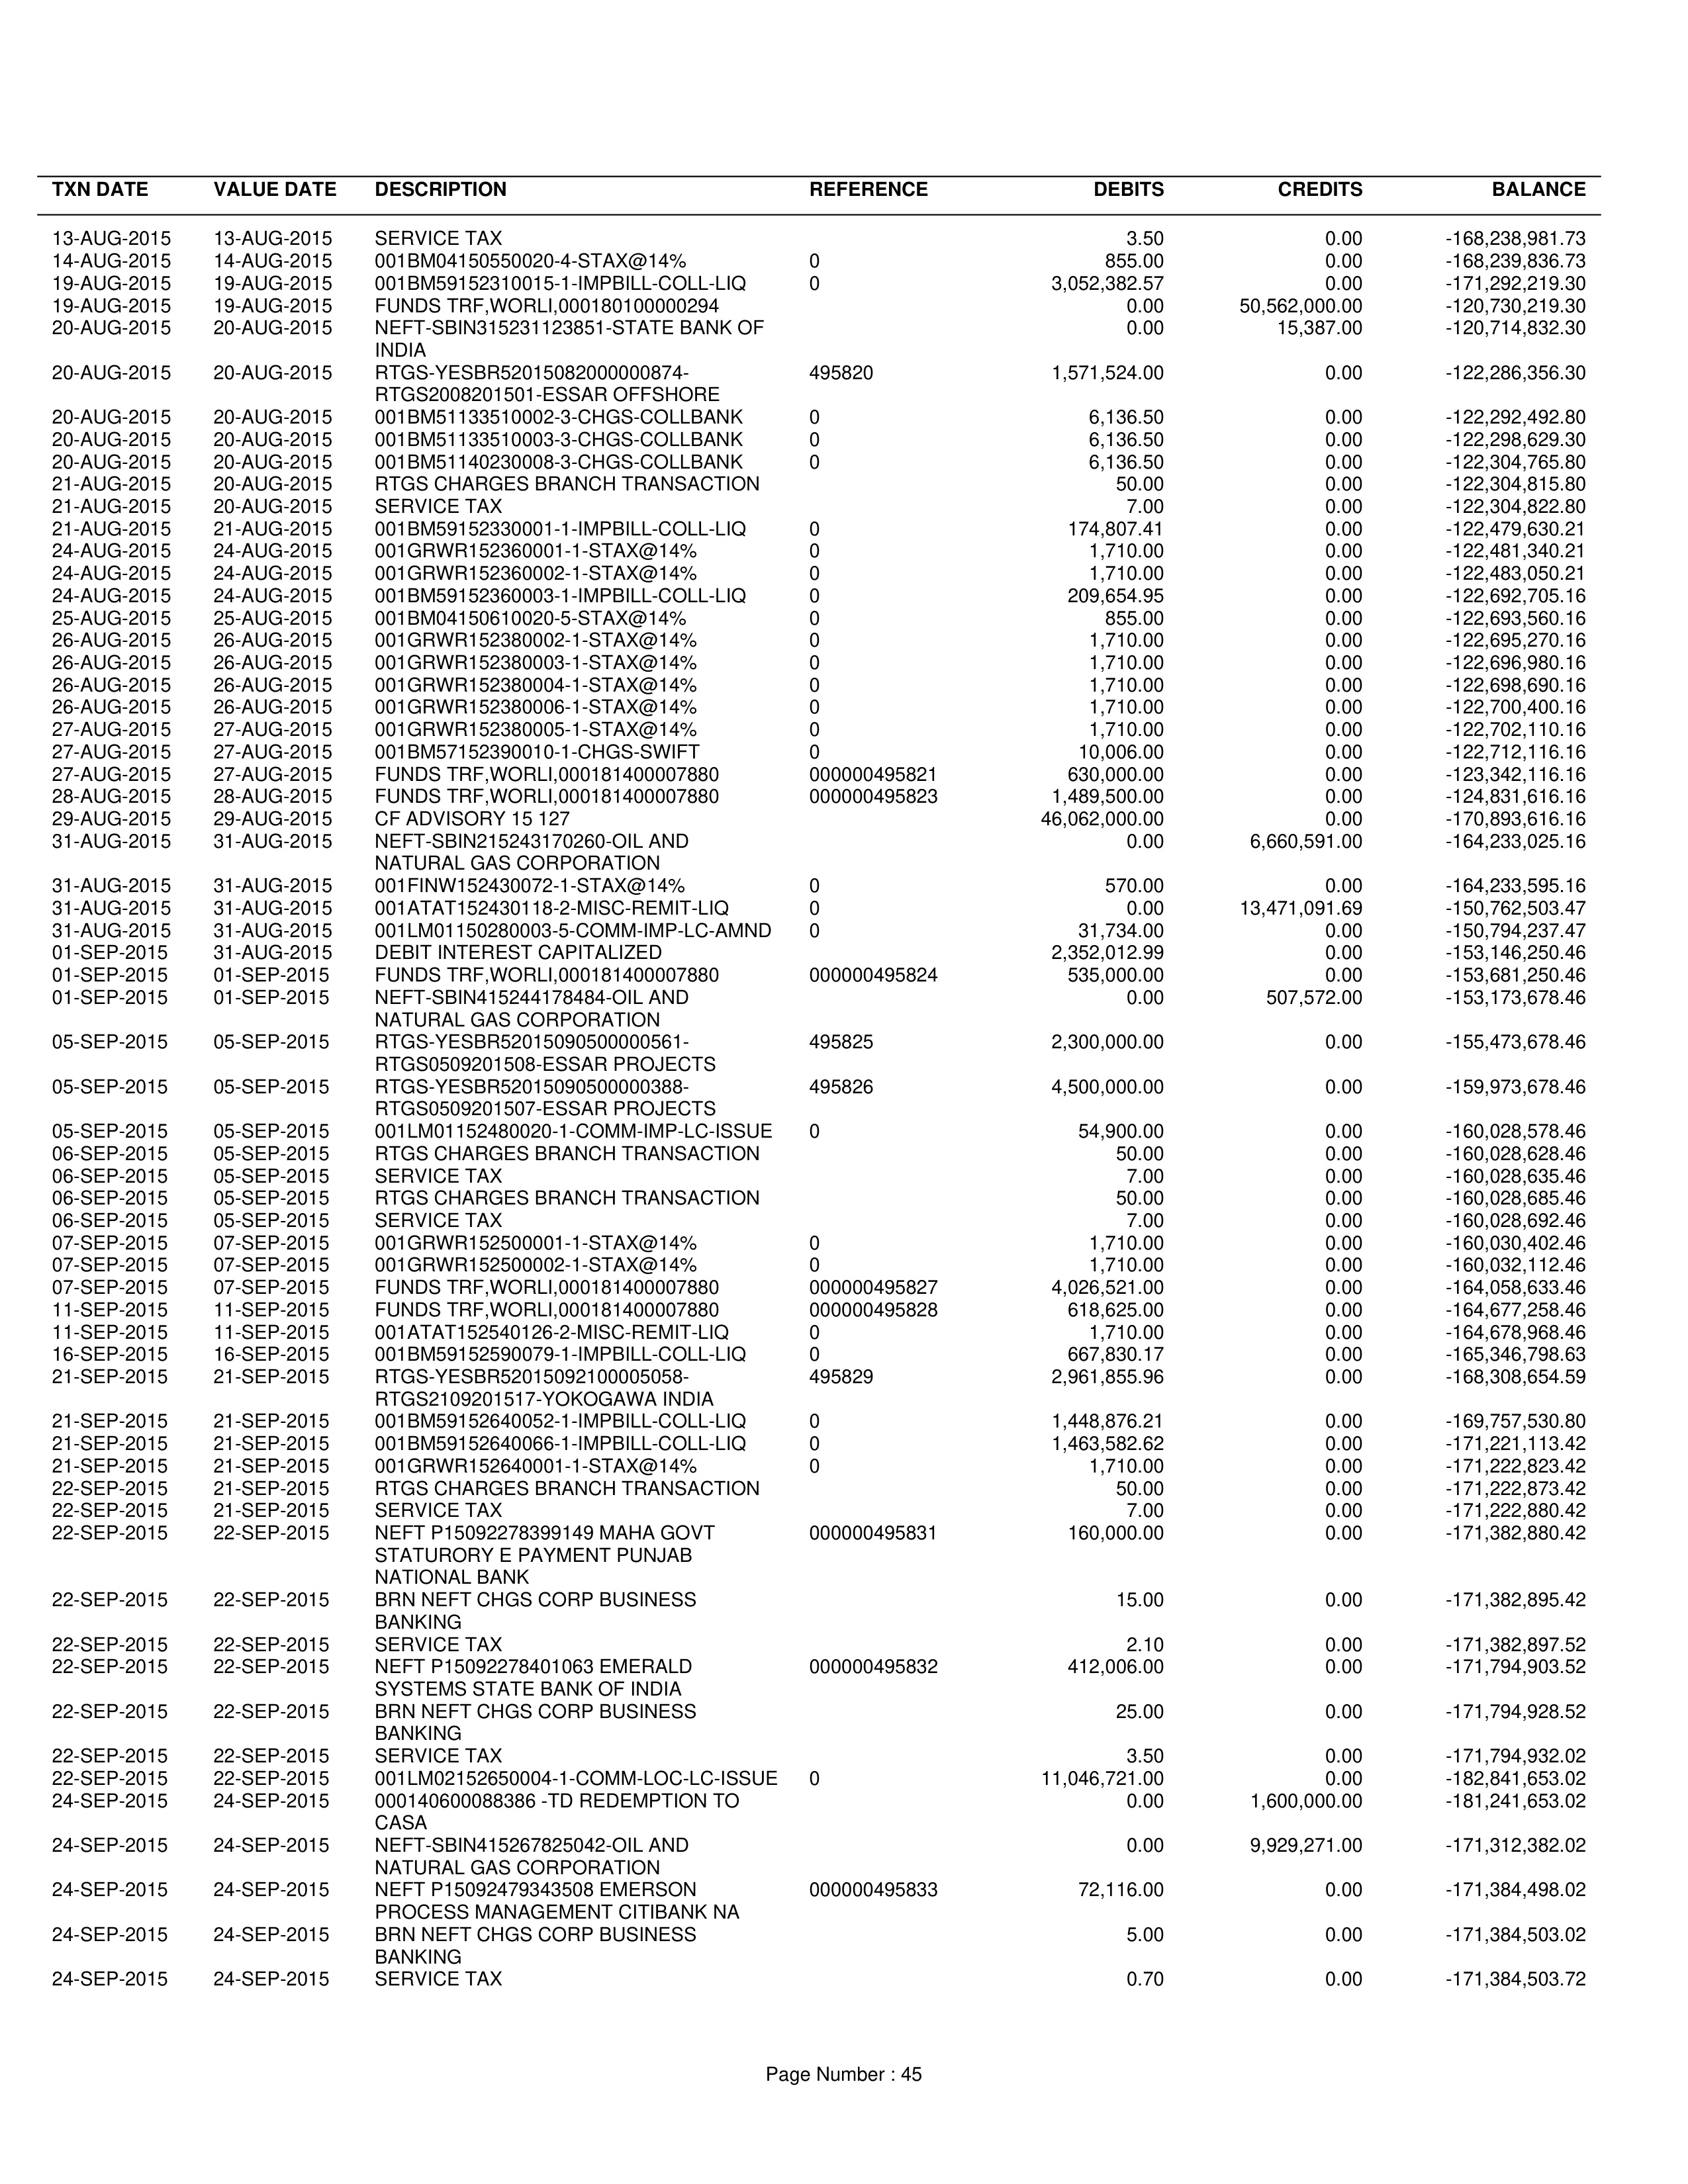 TXN DATE VALUE DATE DESCRIPTION REFERENCE DEBITS CREDITS BALANCE
13-AUG-2015 13-AUG-2015 SERVICE TAX 3.50 0.00 -168,238,981.73
14-AUG-2015 14-AUG-2015 001BM04150550020-4-STAX@14% 0 855.00 0.00 -168,239,836.73
19-AUG-2015 19-AUG-2015 001BM59152310015-1-IMPBILL-COLL-LIQ 0 3,052,382.57 0.00 -171,292,219.30
19-AUG-2015 19-AUG-2015 FUNDS TRF,WORLI,000180100000294 0.00 50,562,000.00 -120,730,219.30
20-AUG-2015 20-AUG-2015 NEFT-SBIN315231123851-STATE BANK OF 0.00 15,387.00 -120,714,832.30
INDIA
20-AUG-2015 20-AUG-2015 RTGS-YESBR52015082000000874- 495820 1,571,524.00 0.00 -122,286,356.30
RTGS2008201501-ESSAR OFFSHORE
20-AUG-2015 20-AUG-2015 001BM51133510002-3-CHGS-COLLBANK 0 6,136.50 0.00 -122,292,492.80
20-AUG-2015 20-AUG-2015 001BM51133510003-3-CHGS-COLLBANK 0 6,136.50 0.00 -122,298,629.30
20-AUG-2015 20-AUG-2015 001BM51140230008-3-CHGS-COLLBANK 0 6,136.50 0.00 -122,304,765.80
21-AUG-2015 20-AUG-2015 RTGS CHARGES BRANCH TRANSACTION 50.00 0.00 -122,304,815.80
21-AUG-2015 20-AUG-2015 SERVICE TAX 7.00 0.00 -122,304,822.80
21-AUG-2015 21-AUG-2015 001BM59152330001-1-IMPBILL-COLL-LIQ 0 174,807.41 0.00 -122,479,630.21
24-AUG-2015 24-AUG-2015 001GRWR152360001-1-STAX@14% 0 1,710.00 0.00 -122,481,340.21
24-AUG-2015 24-AUG-2015 001GRWR152360002-1-STAX@14% 0 1,710.00 0.00 -122,483,050.21
24-AUG-2015 24-AUG-2015 001BM59152360003-1-IMPBILL-COLL-LIQ 0 209,654.95 0.00 -122,692,705.16
25-AUG-2015 25-AUG-2015 001BM04150610020-5-STAX@14% 0 855.00 0.00 -122,693,560.16
26-AUG-2015 26-AUG-2015 001GRWR152380002-1-STAX@14% 0 1,710.00 0.00 -122,695,270.16
26-AUG-2015 26-AUG-2015 001GRWR152380003-1-STAX@14% 0 1,710.00 0.00 -122,696,980.16
26-AUG-2015 26-AUG-2015 001GRWR152380004-1-STAX@14% 0 1,710.00 0.00 -122,698,690.16
26-AUG-2015 26-AUG-2015 001GRWR152380006-1-STAX@14% 0 1,710.00 0.00 -122,700,400.16
27-AUG-2015 27-AUG-2015 001GRWR152380005-1-STAX@14% 0 1,710.00 0.00 -122,702,110.16
27-AUG-2015 27-AUG-2015 001BM57152390010-1-CHGS-SWIFT 0 10,006.00 0.00 -122,712,116.16
27-AUG-2015 27-AUG-2015 FUNDS TRF,WORLI,000181400007880 000000495821 630,000.00 0.00 -123,342,116.16
28-AUG-2015 28-AUG-2015 FUNDS TRF,WORLI,000181400007880 000000495823 1,489,500.00 0.00 -124,831,616.16
29-AUG-2015 29-AUG-2015 CF ADVISORY 15 127 46,062,000.00 0.00 -170,893,616.16
31-AUG-2015 31-AUG-2015 NEFT-SBIN215243170260-OIL AND 0.00 6,660,591.00 -164,233,025.16
NATURAL GAS CORPORATION
31-AUG-2015 31-AUG-2015 001FINW152430072-1-STAX@14% 0 570.00 0.00 -164,233,595.16
31-AUG-2015 31-AUG-2015 001ATAT152430118-2-MISC-REMIT-LIQ 0 0.00 13,471,091.69 -150,762,503.47
31-AUG-2015 31-AUG-2015 001LM01150280003-5-COMM-IMP-LC-AMND 0 31,734.00 0.00 -150,794,237.47
01-SEP-2015 31-AUG-2015 DEBIT INTEREST CAPITALIZED 2,352,012.99 0.00 -153,146,250.46
01-SEP-2015 01-SEP-2015 FUNDS TRF,WORLI,000181400007880 000000495824 535,000.00 0.00 -153,681,250.46
01-SEP-2015 01-SEP-2015 NEFT-SBIN415244178484-OIL AND 0.00 507,572.00 -153,173,678.46
NATURAL GAS CORPORATION
05-SEP-2015 05-SEP-2015 RTGS-YESBR52015090500000561- 495825 2,300,000.00 0.00 -155,473,678.46
RTGS0509201508-ESSAR PROJECTS
05-SEP-2015 05-SEP-2015 RTGS-YESBR52015090500000388- 495826 4,500,000.00 0.00 -159,973,678.46
RTGS0509201507-ESSAR PROJECTS
05-SEP-2015 05-SEP-2015 001LM01152480020-1-COMM-IMP-LC-ISSUE 0 54,900.00 0.00 -160,028,578.46
06-SEP-2015 05-SEP-2015 RTGS CHARGES BRANCH TRANSACTION 50.00 0.00 -160,028,628.46
06-SEP-2015 05-SEP-2015 SERVICE TAX 7.00 0.00 -160,028,635.46
06-SEP-2015 05-SEP-2015 RTGS CHARGES BRANCH TRANSACTION 50.00 0.00 -160,028,685.46
06-SEP-2015 05-SEP-2015 SERVICE TAX 7.00 0.00 -160,028,692.46
07-SEP-2015 07-SEP-2015 001GRWR152500001-1-STAX@14% 0 1,710.00 0.00 -160,030,402.46
07-SEP-2015 07-SEP-2015 001GRWR152500002-1-STAX@14% 0 1,710.00 0.00 -160,032,112.46
07-SEP-2015 07-SEP-2015 FUNDS TRF,WORLI,000181400007880 000000495827 4,026,521.00 0.00 -164,058,633.46
11-SEP-2015 11-SEP-2015 FUNDS TRF,WORLI,000181400007880 000000495828 618,625.00 0.00 -164,677,258.46
11-SEP-2015 11-SEP-2015 001ATAT152540126-2-MISC-REMIT-LIQ 0 1,710.00 0.00 -164,678,968.46
16-SEP-2015 16-SEP-2015 001BM59152590079-1-IMPBILL-COLL-LIQ 0 667,830.17 0.00 -165,346,798.63
21-SEP-2015 21-SEP-2015 RTGS-YESBR52015092100005058- 495829 2,961,855.96 0.00 -168,308,654.59
RTGS2109201517-YOKOGAWA INDIA
21-SEP-2015 21-SEP-2015 001BM59152640052-1-IMPBILL-COLL-LIQ 0 1,448,876.21 0.00 -169,757,530.80
21-SEP-2015 21-SEP-2015 001BM59152640066-1-IMPBILL-COLL-LIQ 0 1,463,582.62 0.00 -171,221,113.42
21-SEP-2015 21-SEP-2015 001GRWR152640001-1-STAX@14% 0 1,710.00 0.00 -171,222,823.42
22-SEP-2015 21-SEP-2015 RTGS CHARGES BRANCH TRANSACTION 50.00 0.00 -171,222,873.42
22-SEP-2015 21-SEP-2015 SERVICE TAX 7.00 0.00 -171,222,880.42
22-SEP-2015 22-SEP-2015 NEFT P15092278399149 MAHA GOVT 000000495831 160,000.00 0.00 -171,382,880.42
STATURORY E PAYMENT PUNJAB
NATIONAL BANK
22-SEP-2015 22-SEP-2015 BRN NEFT CHGS CORP BUSINESS 15.00 0.00 -171,382,895.42
BANKING
22-SEP-2015 22-SEP-2015 SERVICE TAX 2.10 0.00 -171,382,897.52
22-SEP-2015 22-SEP-2015 NEFT P15092278401063 EMERALD 000000495832 412,006.00 0.00 -171,794,903.52
SYSTEMS STATE BANK OF INDIA
22-SEP-2015 22-SEP-2015 BRN NEFT CHGS CORP BUSINESS 25.00 0.00 -171,794,928.52
BANKING
22-SEP-2015 22-SEP-2015 SERVICE TAX 3.50 0.00 -171,794,932.02
22-SEP-2015 22-SEP-2015 001LM02152650004-1-COMM-LOC-LC-ISSUE 0 11,046,721.00 0.00 -182,841,653.02
24-SEP-2015 24-SEP-2015 000140600088386 -TD REDEMPTION TO 0.00 1,600,000.00 -181,241,653.02
CASA
24-SEP-2015 24-SEP-2015 NEFT-SBIN415267825042-OIL AND 0.00 9,929,271.00 -171,312,382.02
NATURAL GAS CORPORATION
24-SEP-2015 24-SEP-2015 NEFT P15092479343508 EMERSON 000000495833 72,116.00 0.00 -171,384,498.02
PROCESS MANAGEMENT CITIBANK NA
24-SEP-2015 24-SEP-2015 BRN NEFT CHGS CORP BUSINESS 5.00 0.00 -171,384,503.02
BANKING
24-SEP-2015 24-SEP-2015 SERVICE TAX 0.70 0.00 -171,384,503.72
Page Number : 45